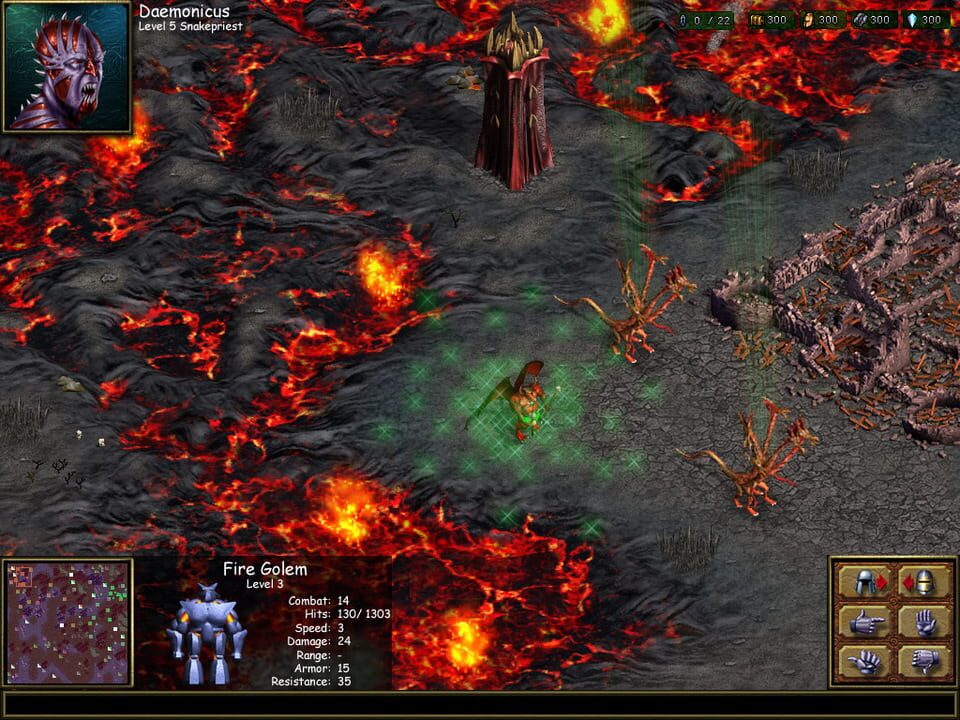 Daemonicus
Level 5 Snakepriest
0 / 22
300
300
300
300
Fire Golem
Level 3
Combat: 14
Hits: 130/ 1303
Speed: 3
Damage: 24
Range: -
Armor: 15
Resistance: 35